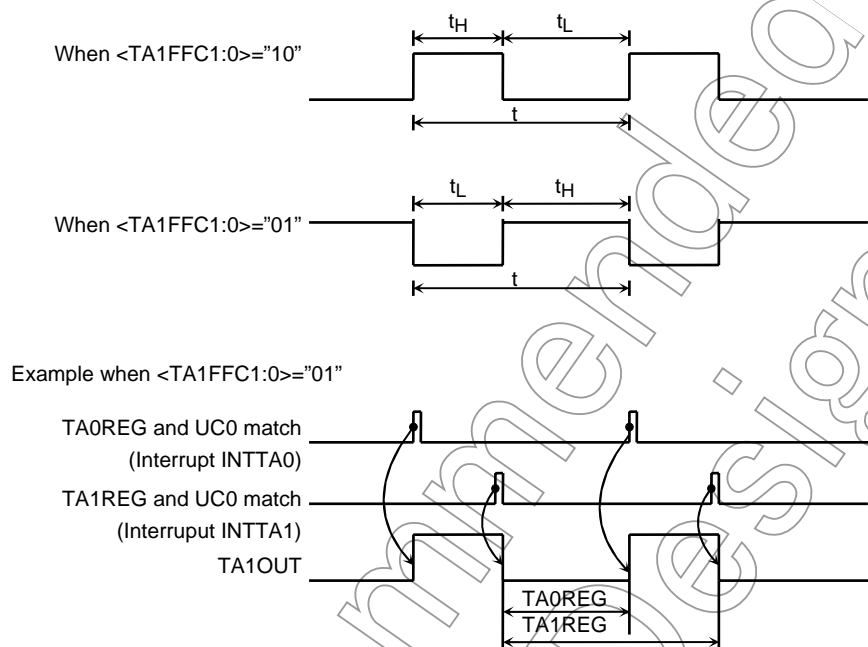 tH tL
When <TA1FFC1:0>=”10”
t
tL tH
When <TA1FFC1:0>=”01”
t
Example when <TA1FFC1:0>=”01”
TA0REG and UC0 match
(Interrupt INTTA0)
TA1REG and UC0 match
(Interruput INTTA1)
TA1OUT
TA0REG
TA1REG